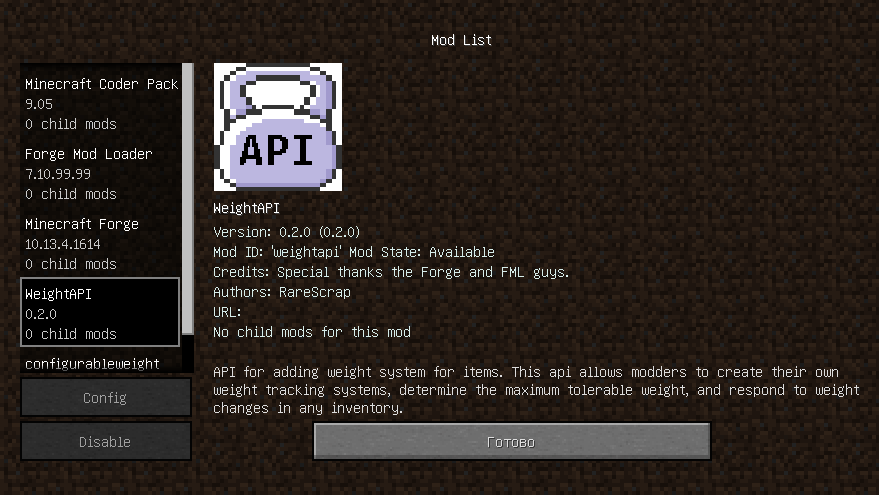 Mod List
Minecraft Coder Pack
9.05
0 child mods
Forge Mod Loader
7.10.99.99
0 child mods
Minecraft Forge
10.13.4.1614
0 child mods
WeightAPI
0.2.0
0 child mods
configurableweight
Config
Disable
API
WeightAPI
Version: 0.2.0 (0.2.0)
Mod ID: 'weightapi' Mod State: Available
Credits: Special thanks the Forge and FML guys.
Authors: RareScrap
URL:
No child mods for this mod
API for adding weight system for items. This api allows modders to create their own
weight tracking systems, determine the maximum tolerable weight, and respond to weight
changes in any inventory.
Готово